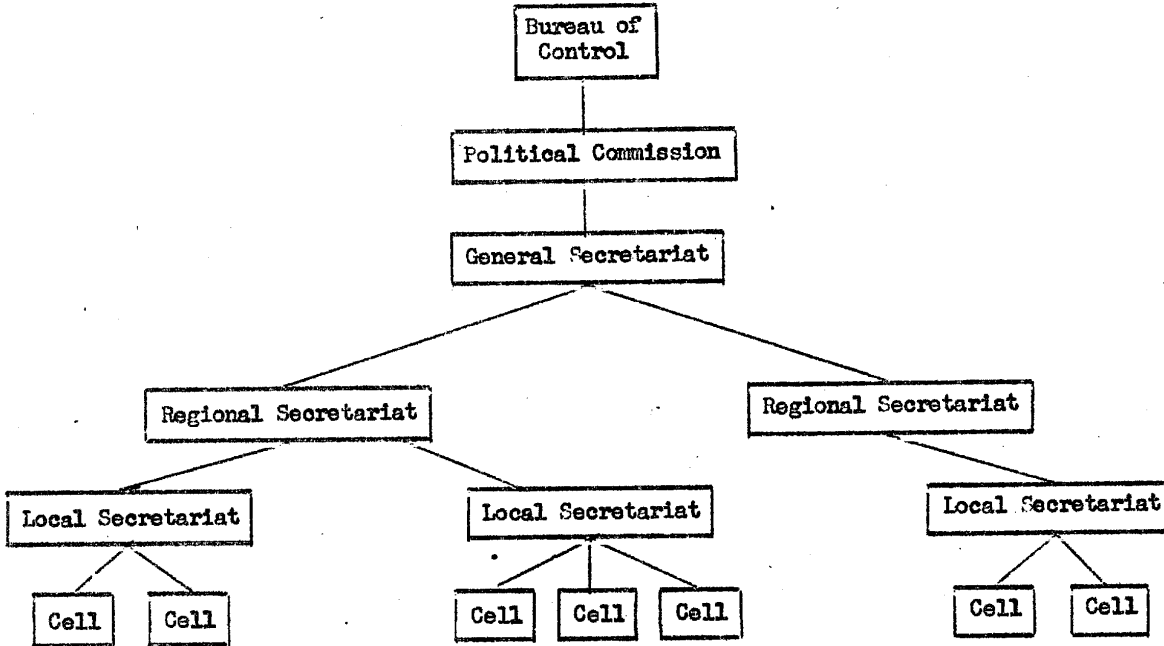 Bureau of
Control
Political Commission
General Secretariat
Regional Secretariat
Regional Secretariat
Local Secretariat
Local Secretariat
Local Secretariat
Cell
Cell
Cell
Cell
Cell
Cell
Cell